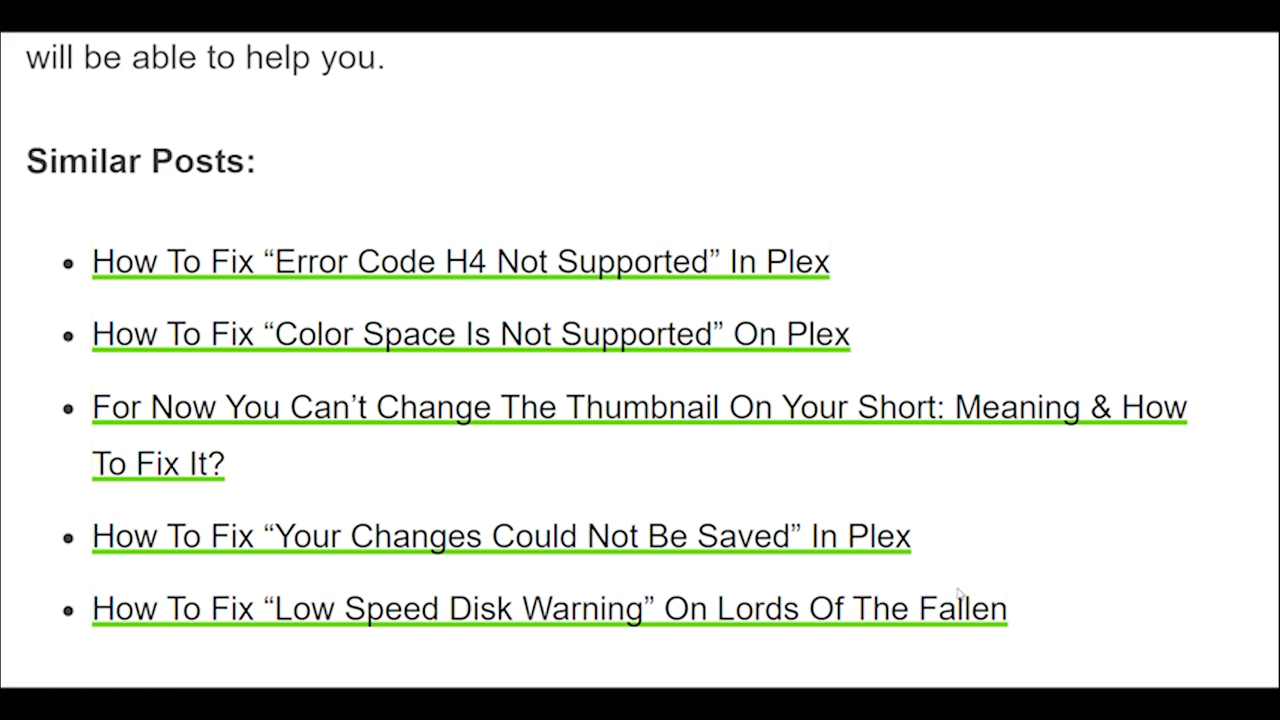 will be able to help you.
Similar Posts:
How To Fix “Error Code H4 Not Supported” In Plex
How To Fix “Color Space Is Not Supported” On Plex
For Now You Can’t Change The Thumbnail On Your Short: Meaning & How
To Fix It?
How To Fix “Your Changes Could Not Be Saved” In Plex
How To Fix “Low Speed Disk Warning” On Lords Of The Fallen